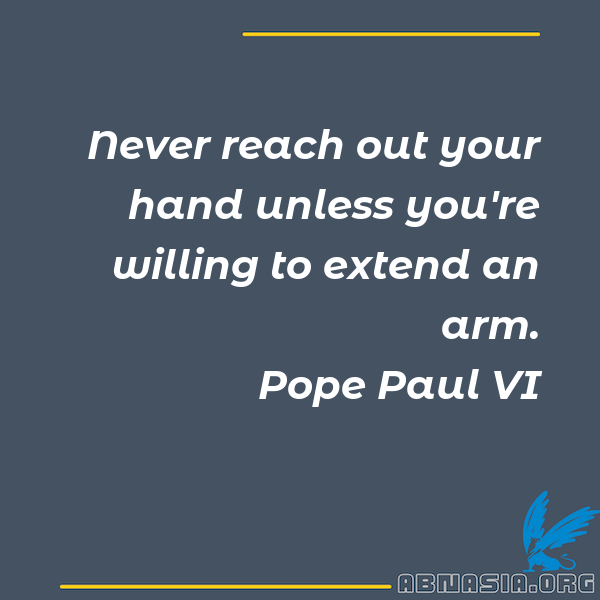 Never reach out your
hand unless you're
willing to extend an
arm.
Pope Paul VI
ABNASIA.ORG